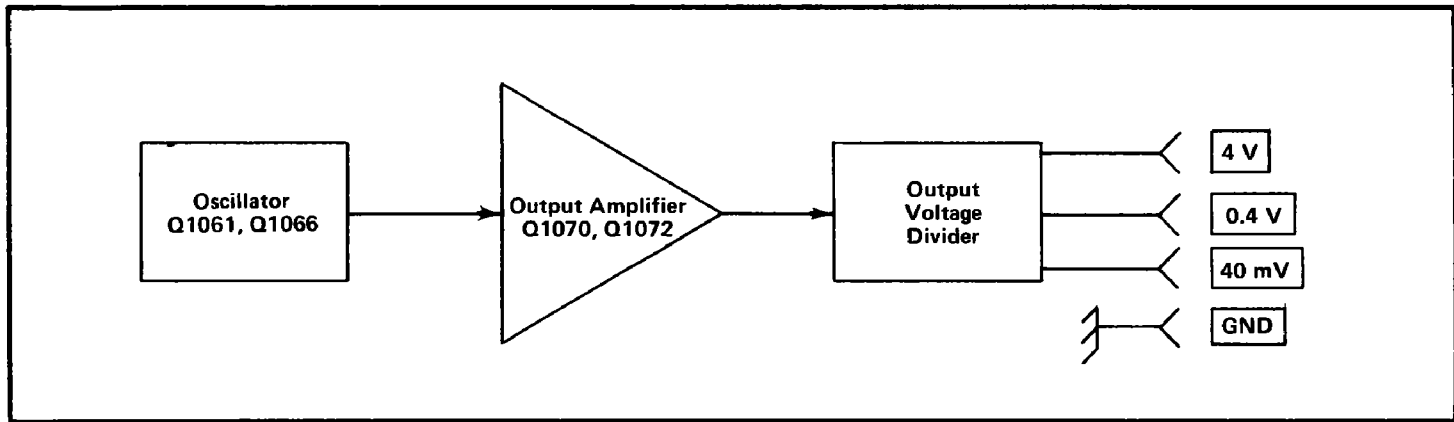 Oscillator
Q1061, Q1066
Output Amplifier
Q1070, Q1072
Output
Voltage
Divider
4 V
0.4 V
40 mV
GND